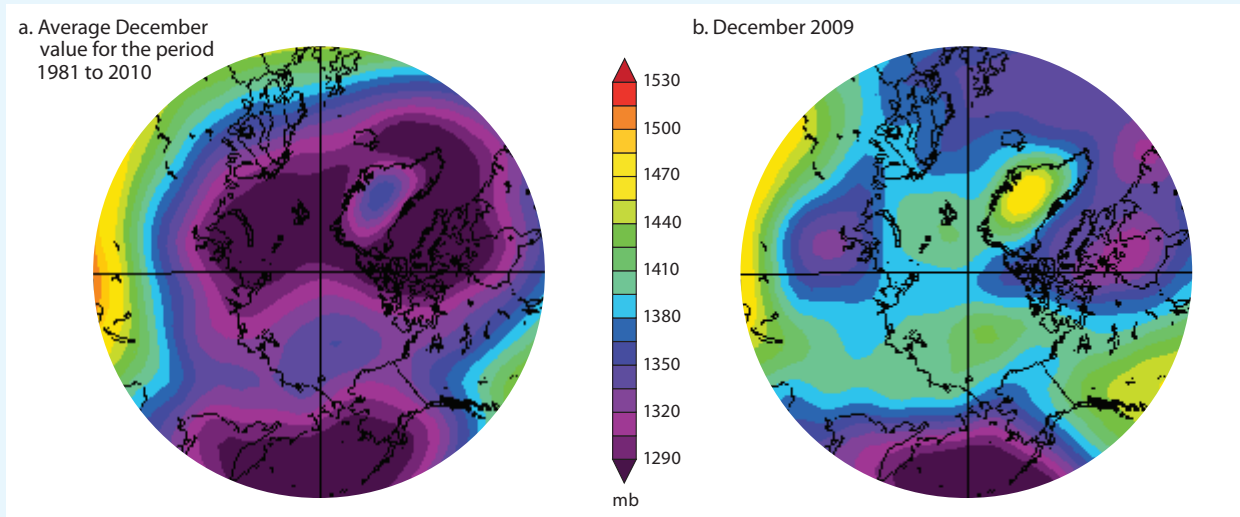 a. Average December
value for the period
1981 to 2010
1530
1500
1470
1440
1410
1380
1350
1320
1290
mb
b. December 2009